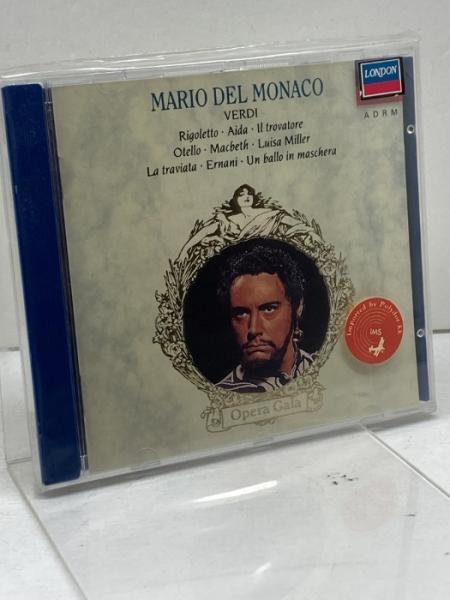 LONDON
ADRM
MARIO DEL MONACO
VERDI
Rigoletto · Aida · Il trovatore
Otello · Macbeth · Luisa Miller
La traviata · Ernani · Un ballo in maschera
Imported by Polydor K.K
iMS
Opera Gala